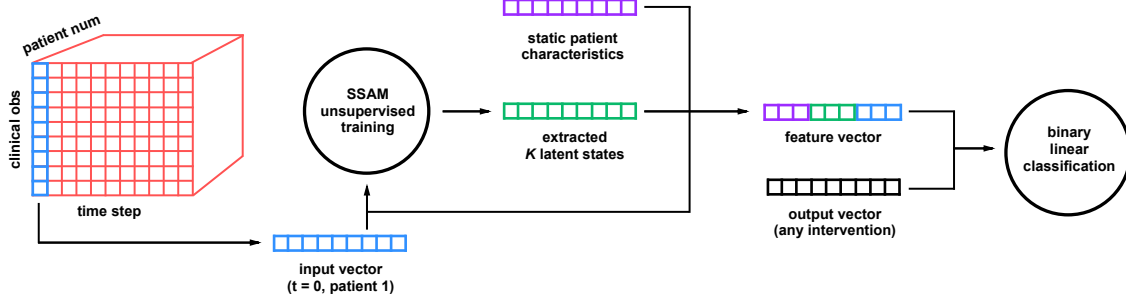 patient num
clinical obs
time step
input vector
(t = 0, patient 1)
SSAM
unsupervised
training
static patient
characteristics
extracted
K latent states
feature vector
output vector
(any intervention)
binary
linear
classification